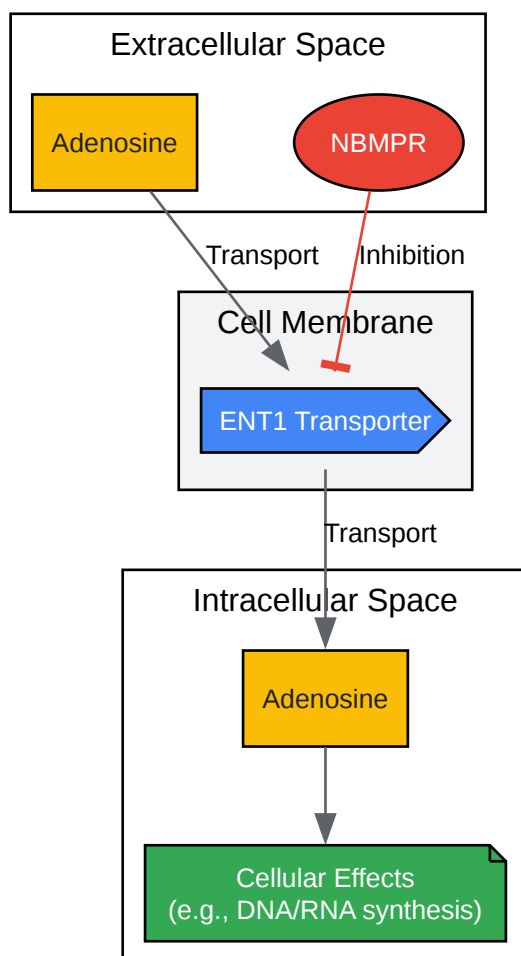 Extracellular Space
Adenosine
NBMPR
Transport
Inhibition
Cell Membrane
ENT1 Transporter
Transport
Intracellular Space
Adenosine
Cellular Effects
(e.g., DNA/RNA synthesis)